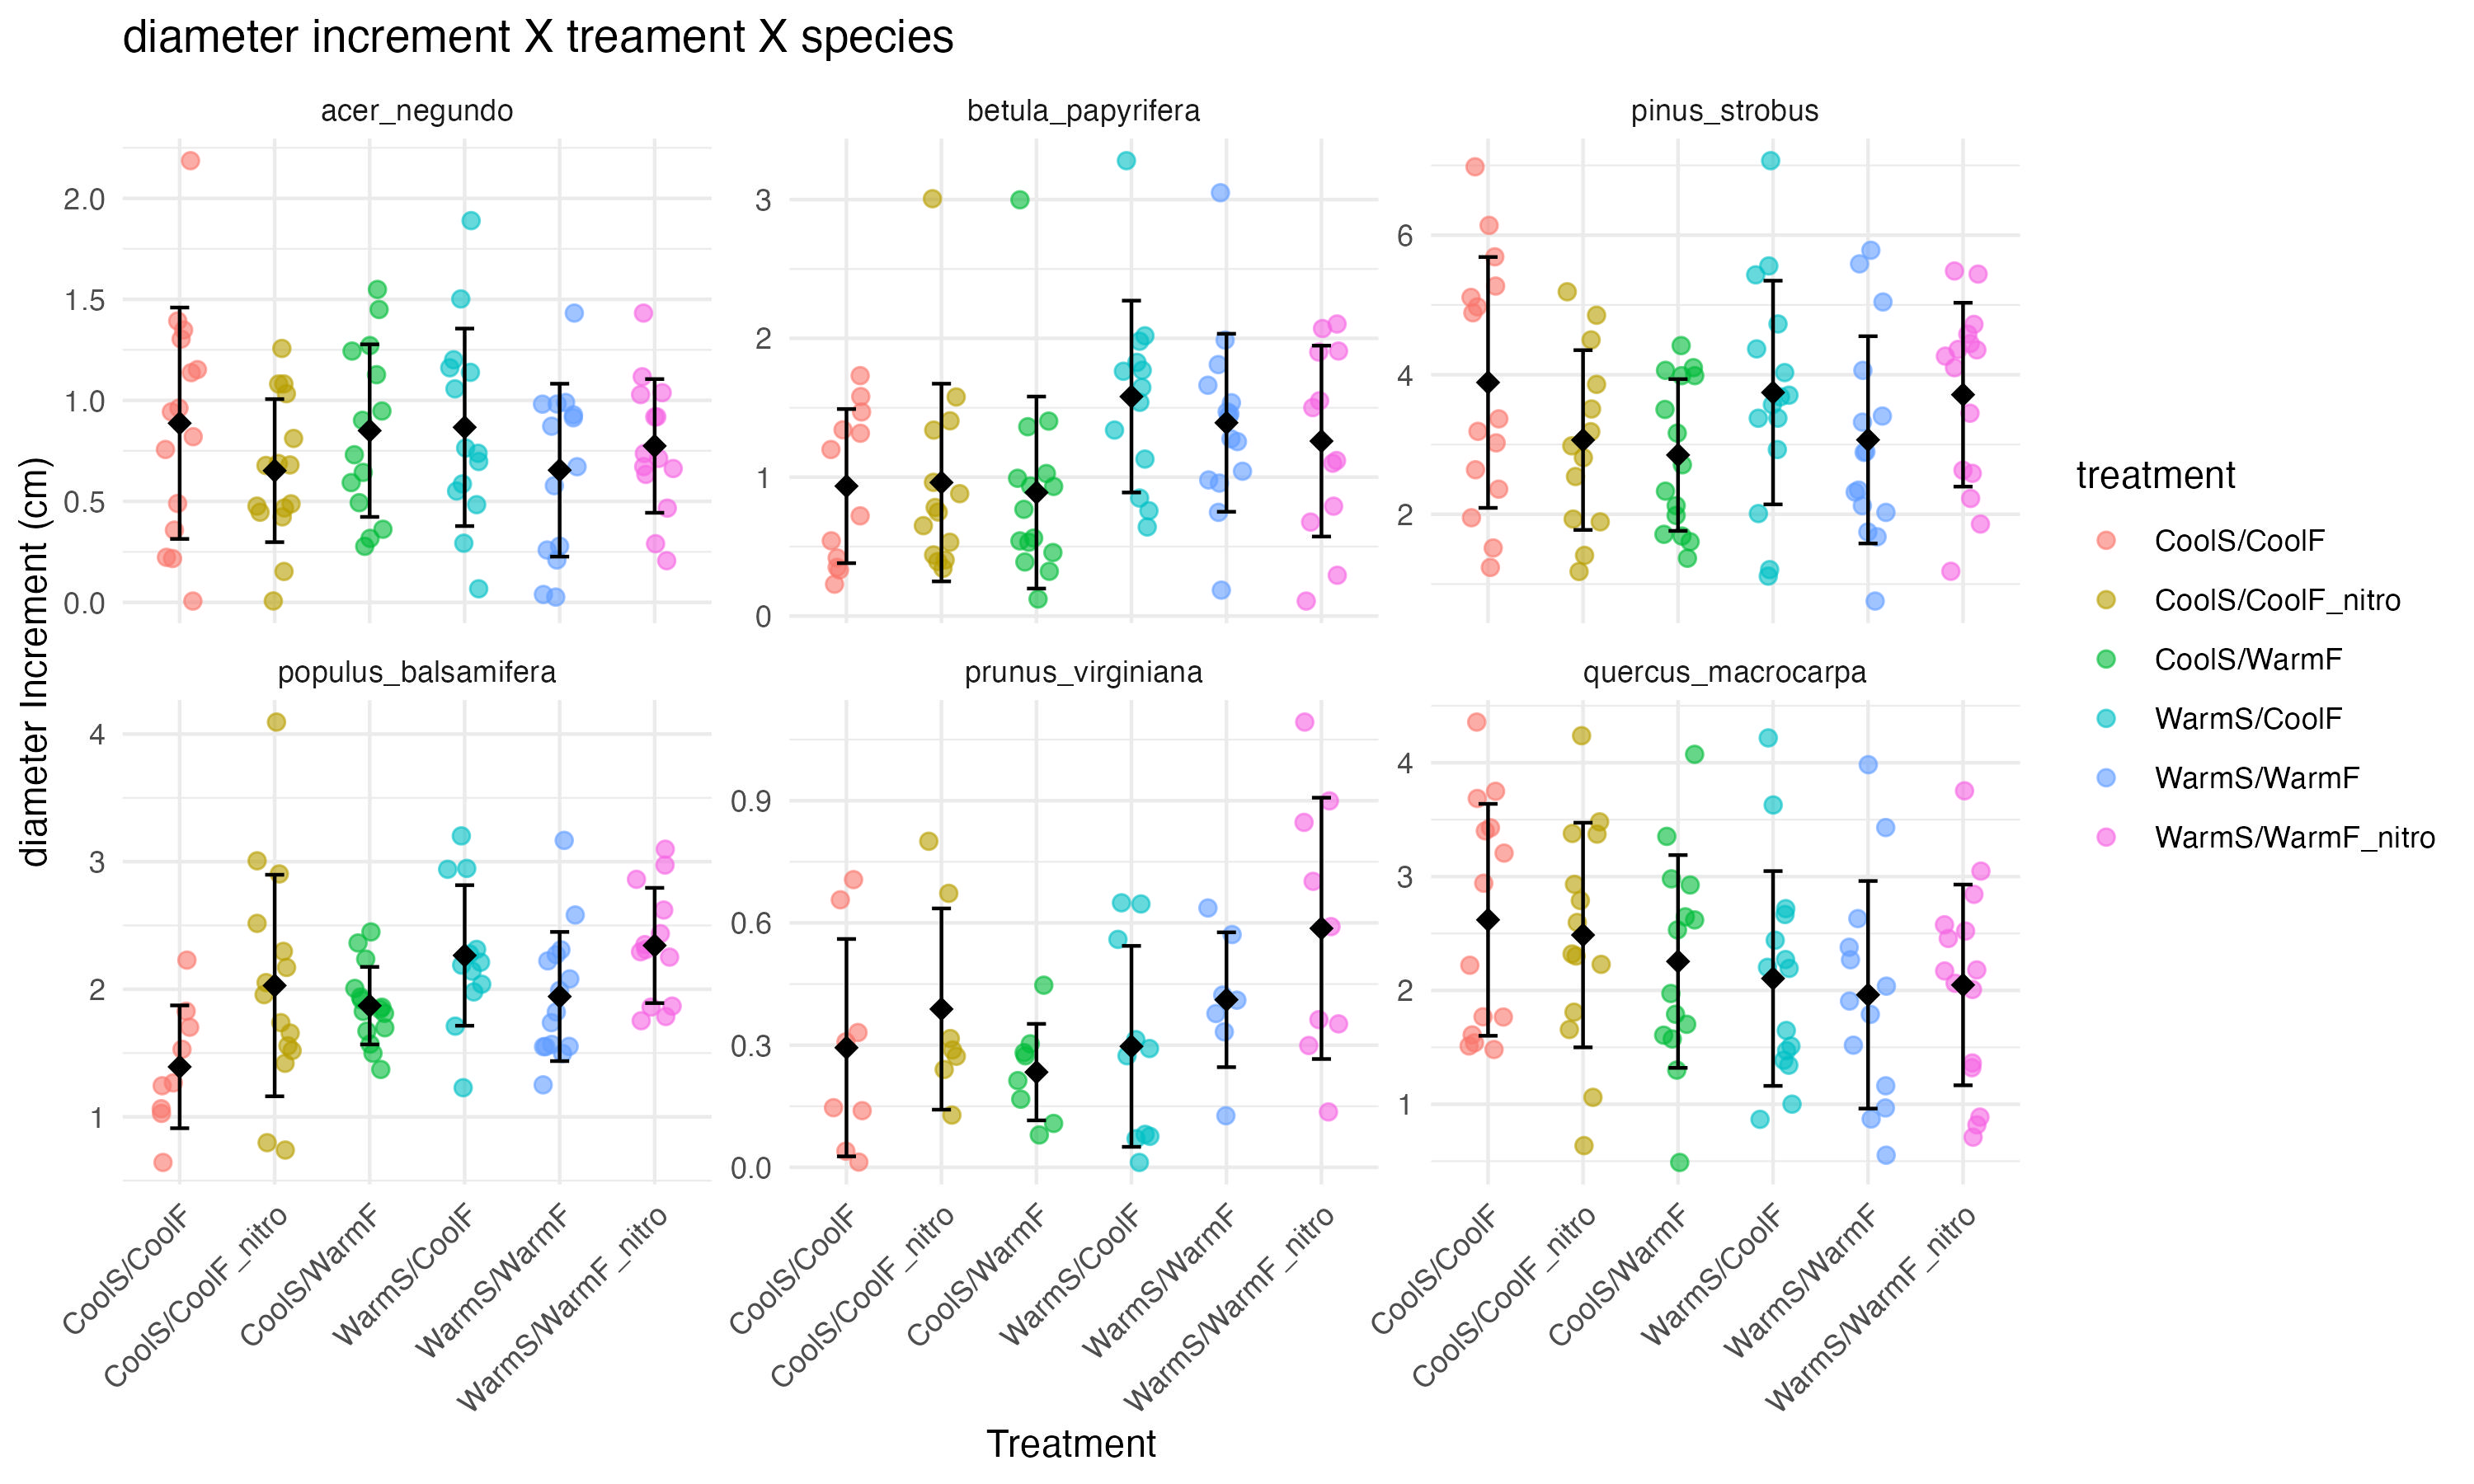 diameter increment X treament X species
acer_negundo
betula_papyrifera
pinus_strobus
2.0
1.5
1.0
0.5
0.0
3
2
1
0
6
4
2
populus_balsamifera
prunus_virginiana
quercus_macrocarpa
4
3
2
1
0.9
0.6
0.3
0.0
4
3
2
1
diameter Increment (cm)
CoolS/CoolF
CoolS/CoolF_nitro
CoolS/WarmF
WarmS/CoolF
WarmS/WarmF
WarmS/WarmF_nitro
CoolS/CoolF
CoolS/CoolF_nitro
CoolS/WarmF
WarmS/CoolF
WarmS/WarmF
WarmS/WarmF_nitro
CoolS/CoolF
CoolS/CoolF_nitro
CoolS/WarmF
WarmS/CoolF
WarmS/WarmF
WarmS/WarmF_nitro
Treatment
treatment
CoolS/CoolF
CoolS/CoolF_nitro
CoolS/WarmF
WarmS/CoolF
WarmS/WarmF
WarmS/WarmF_nitro